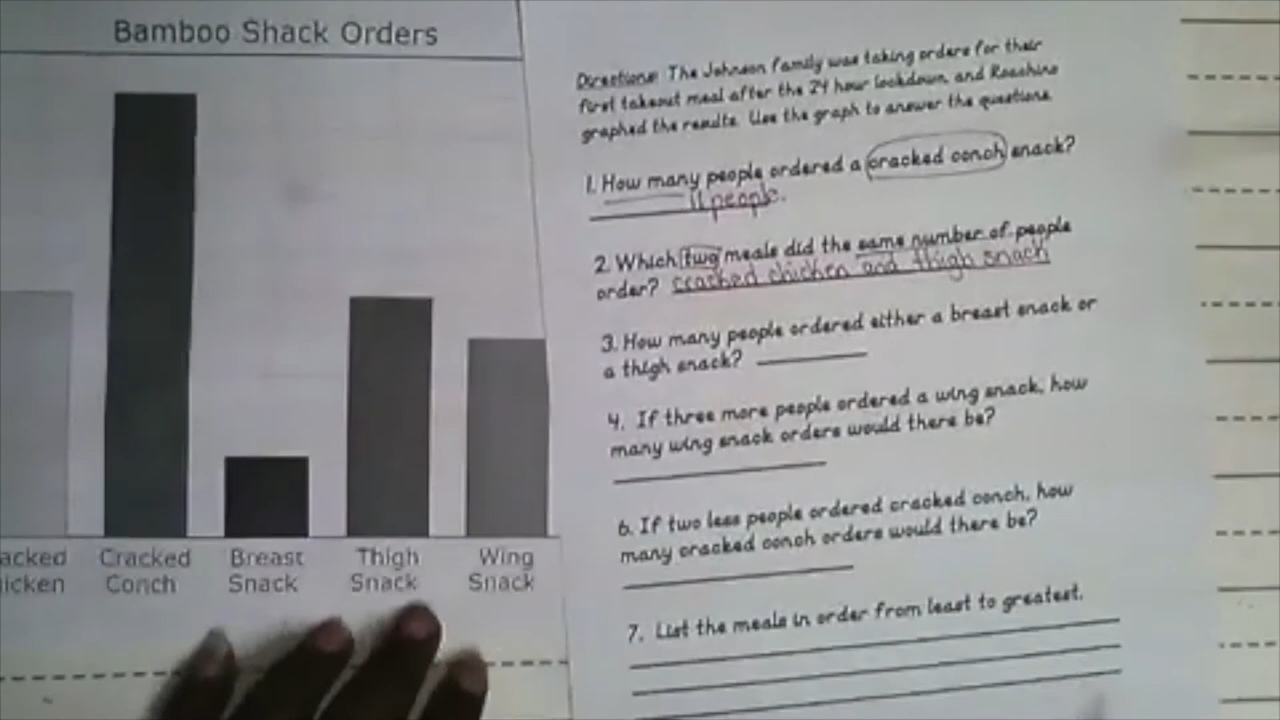 Bamboo Shack Orders
acked
icken
Cracked
Conch
Breast
Snack
Thigh
Snack
Wing
Snack
Directions: The Johnson family was taking orders for their
first takeout meal after the 24 hour lockdown, and Roachino
graphed the results. Use the graph to answer the questions.
1. How many people ordered a cracked conch snack?
11 people.
2. Which two meals did the same number of people
order? cracked chicken and thigh snack
3. How many people ordered either a breast snack or
a thigh snack?
4. If three more people ordered a wing snack, how
many wing snack orders would there be?
6. If two less people ordered cracked conch, how
many cracked conch orders would there be?
7. List the meals in order from least to greatest.